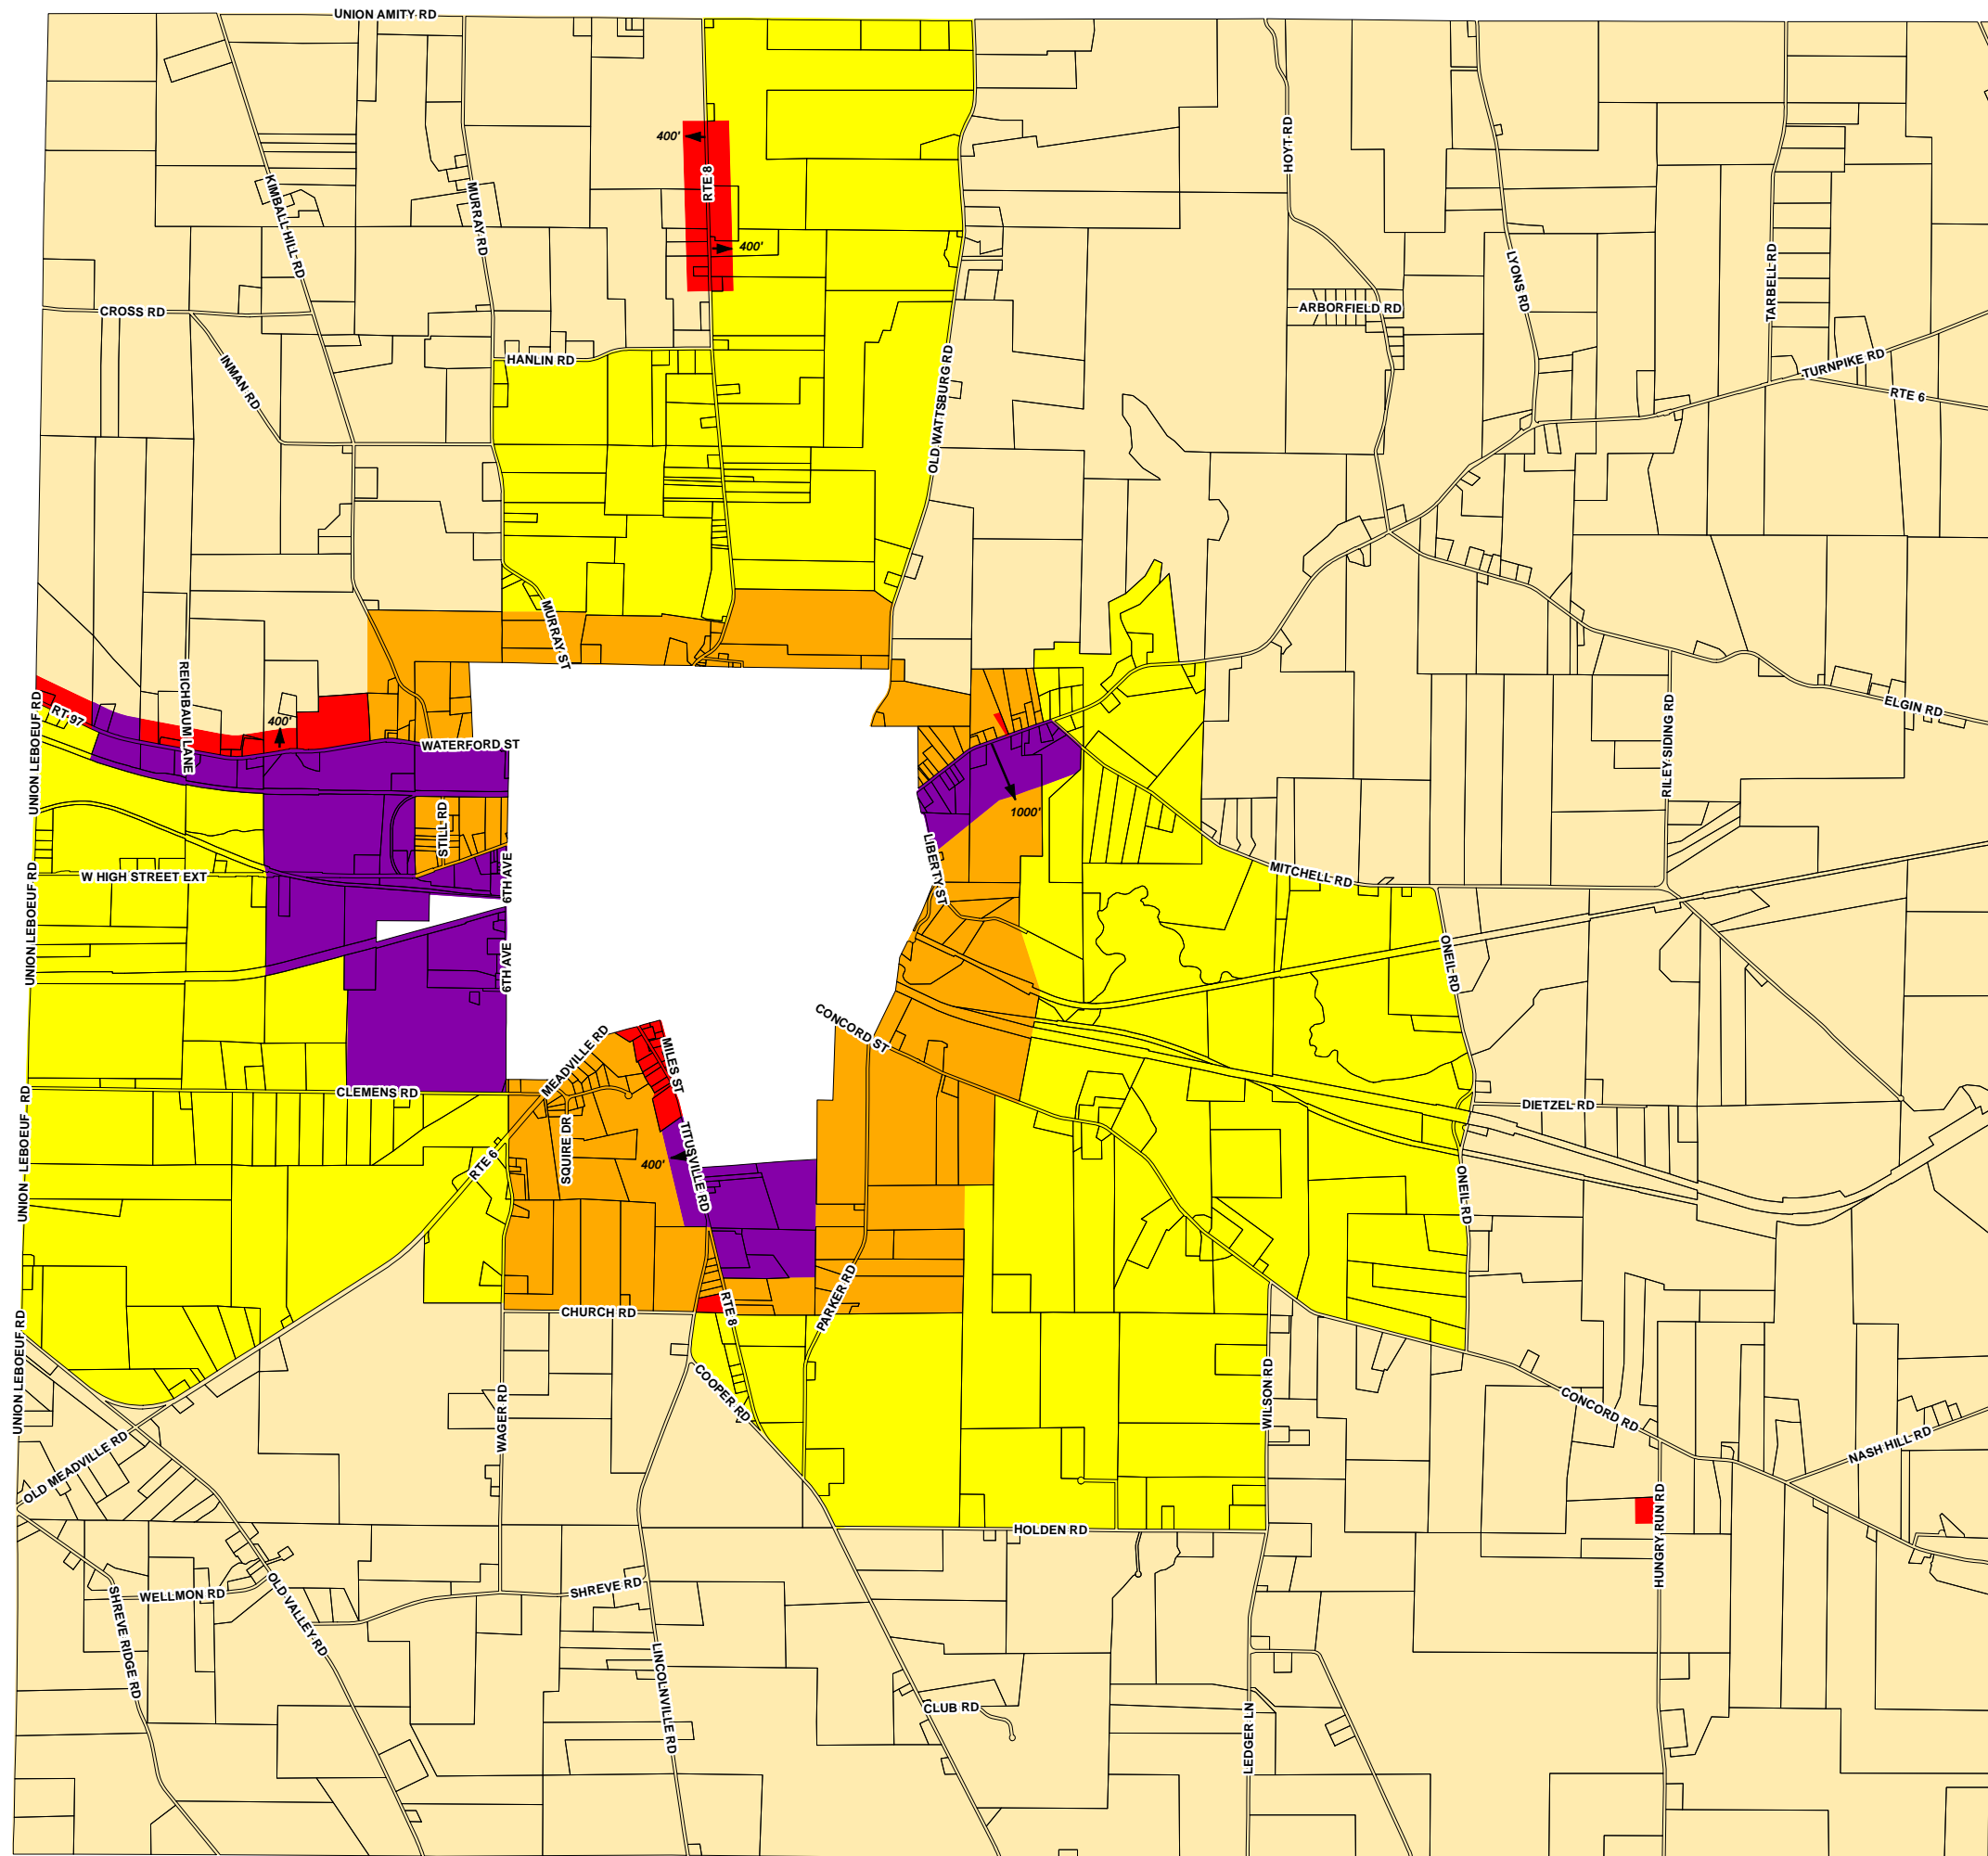 UNION AMITY RD
400'
RTE 8
400'
HOYT RD
KIMBALL HILL RD
MURRAY RD
LYONS RD
TARBELL RD
CROSS RD
ARBORFIELD RD
HANLIN RD
INMAN RD
OLD WATTSBURG RD
TURNPIKE RD
RTE 6
MURRAY ST
REICHBAUM LANE
UNION LEBOEUF RD
RT 97
400'
WATERFORD ST
ELGIN RD
RILEY SIDING RD
1000'
STILL RD
LIBERTY ST
W HIGH STREET EXT
6TH AVE
MITCHELL RD
UNION LEBOEUF RD
6TH AVE
ONEIL RD
CONCORD ST
MEADVILLE RD
MILES ST
CLEMENS RD
DIETZEL RD
UNION LEBOEUF RD
SQUIRE DR
RTE 6
400'
TITUSVILLE RD
ONEIL RD
CHURCH RD
RTE 8
PARKER RD
UNION LEBOEUF RD
COOPER RD
WAGER RD
WILSON RD
CONCORD RD
NASH HILL RD
OLD MEADVILLE RD
HOLDEN RD
HUNGRY RUN RD
WELLMON RD
SHREVE RD
OLD VALLEY RD
SHREVE RIDGE RD
LINCOLNVILLE RD
CLUB RD
LEDGER LN